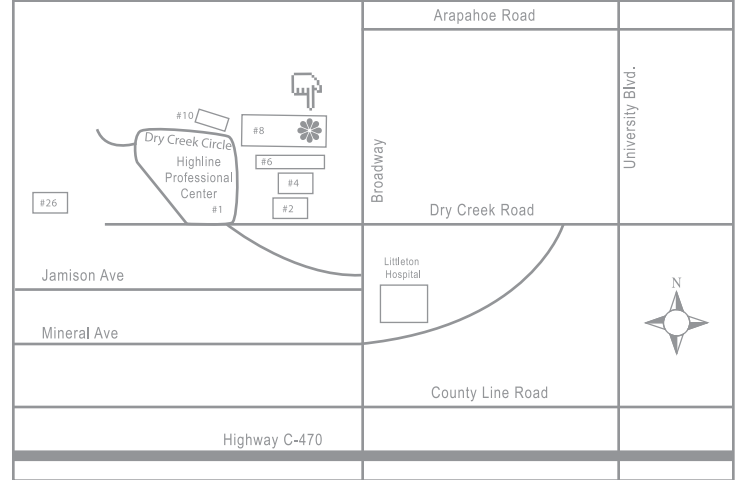 Arapahoe Road
University Blvd.
#10
#8
Dry Creek Circle
Highline
Professional
Center
#1
#6
#4
#2
#26
Broadway
Dry Creek Road
Littleton
Hospital
Jamison Ave
N
Mineral Ave
County Line Road
Highway C-470